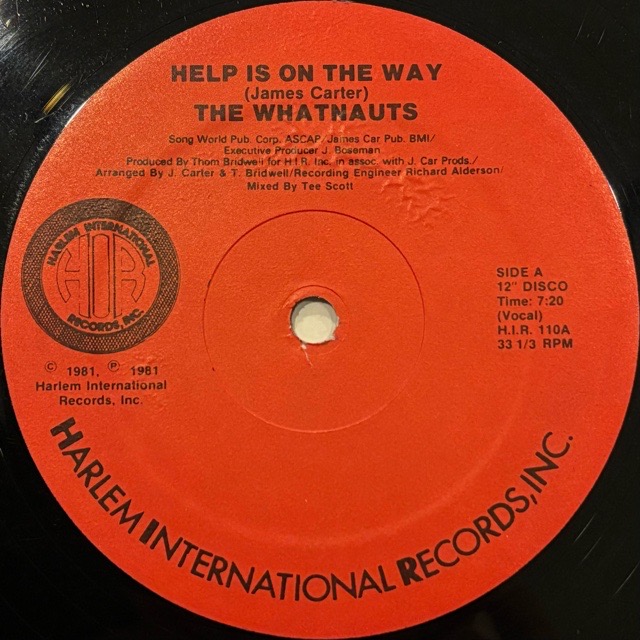 HELP IS ON THE WAY
(James Carter)
THE WHATNAUTS
Song World Pub. Corp. ASCAP/James Car Pub. BMI/
Executive Producer J. Boseman
Produced By Thom Bridwell for H.I.R. Inc. in assoc. with J. Car Prods./
Arranged By J. Carter & T. Bridwell/Recording Engineer Richard Alderson/
Mixed By Tee Scott
HARLEM INTERNATIONAL
HIR
RECORDS, INC.
© 1981, ℗ 1981
Harlem International
Records, Inc.
SIDE A
12" DISCO
Time: 7:20
(Vocal)
H.I.R. 110A
33 1/3 RPM
HARLEM INTERNATIONAL RECORDS, INC.